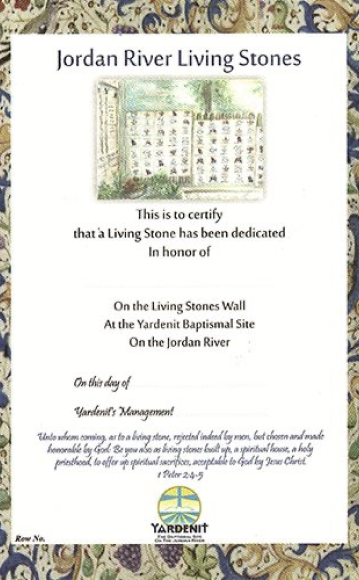 Jordan River Living Stones
This is to certify
that a Living Stone has been dedicated
In honor of
On the Living Stones Wall
At the Yardenit Baptismal Site
On the Jordan River
On this day of
Yardenit's Management
Unto whom coming, as to a living stone, rejected indeed by men, but chosen and made
honorable by God: Be you also as living stones built up, a spiritual house, a holy
priesthood, to offer up spiritual sacrifices, acceptable to God by Jesus Christ.
1 Peter 2:4-5
YARDENIT
THE BAPTISMAL SITE
ON THE JORDAN RIVER
Row No.